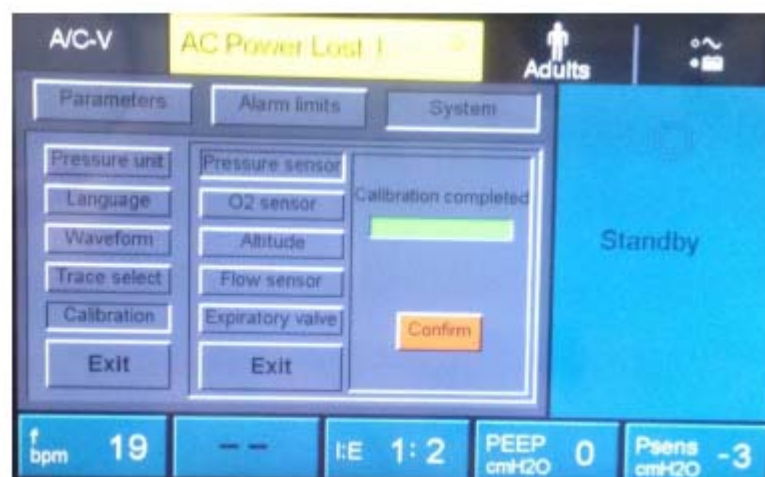 A/C-V
AC Power Lost !
Adults
Parameters
Alarm limits
System
Pressure unit
Language
Waveform
Trace select
Calibration
Exit
Pressure sensor
O2 sensor
Altitude
Flow sensor
Expiratory valve
Exit
Calibration completed
Confirm
Standby
f
bpm 19
--
I:E 1:2
PEEP
cmH2O 0
Psens
cmH2O -3